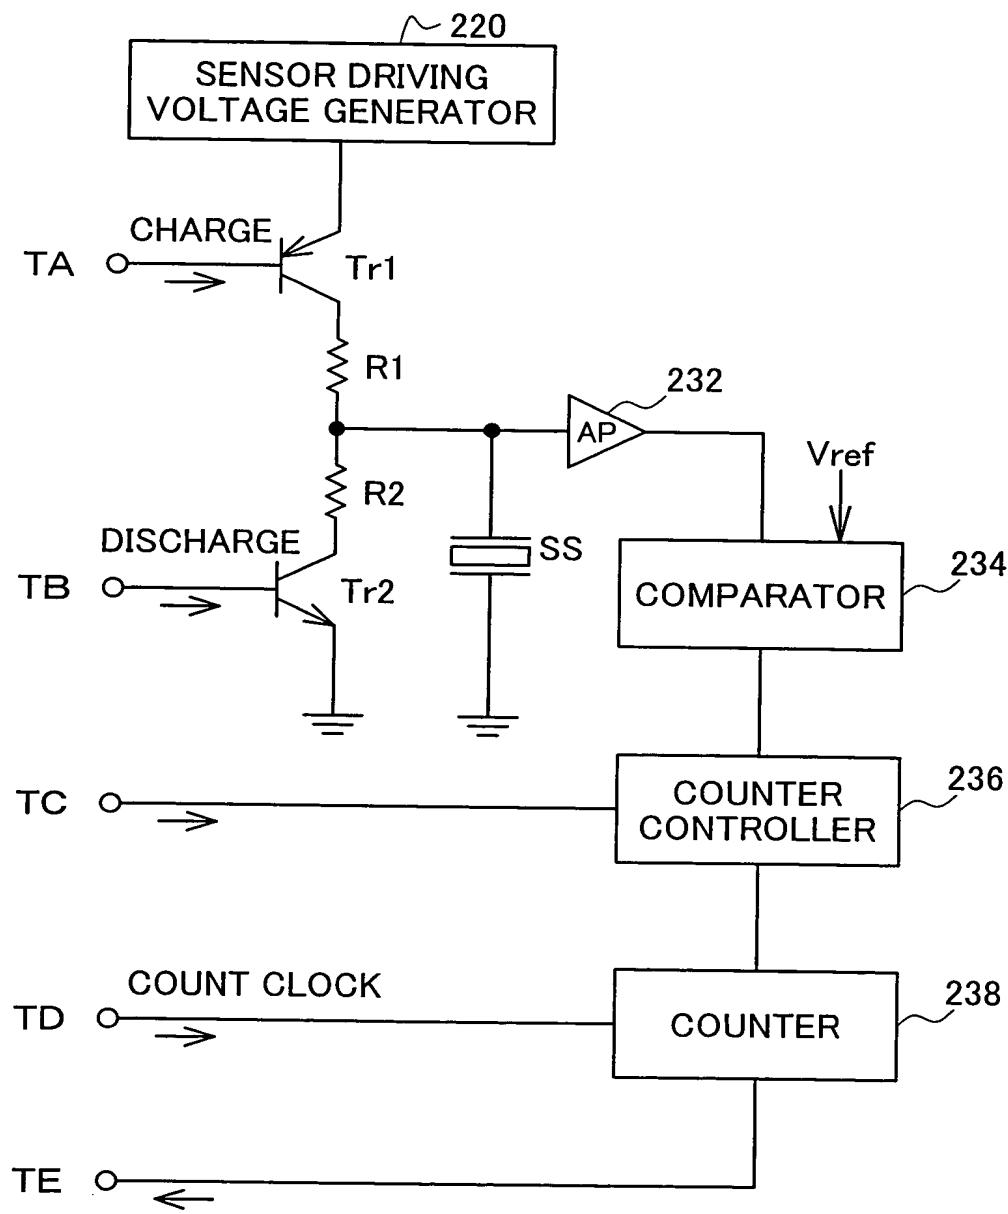 220
SENSOR DRIVING
VOLTAGE GENERATOR
CHARGE
TA
Tr1
R1
232
AP
Vref
R2
DISCHARGE
SS
TB
Tr2
COMPARATOR
234
TC
COUNTER
CONTROLLER
236
COUNT CLOCK
TD
COUNTER
238
TE